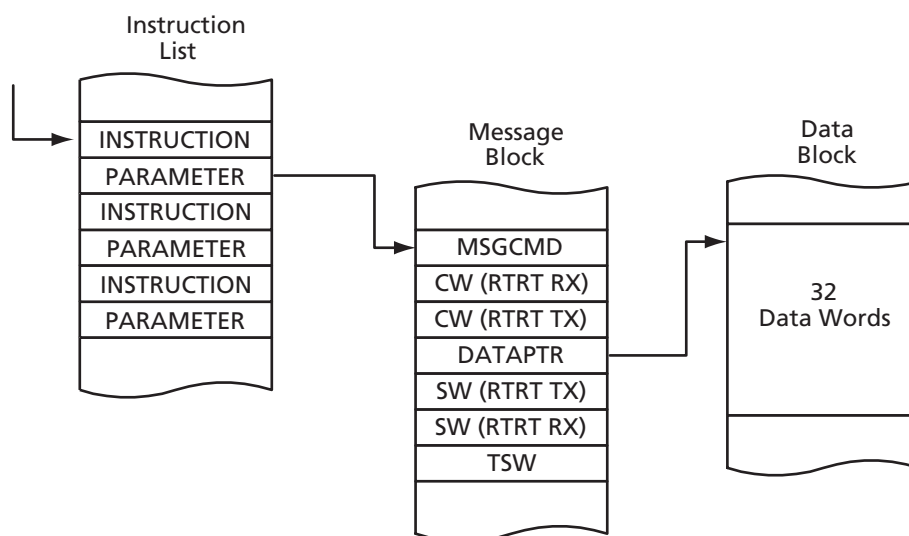 Instruction
List
INSTRUCTION
PARAMETER
INSTRUCTION
PARAMETER
INSTRUCTION
PARAMETER
Message
Block
MSGCMD
CW (RTRT RX)
CW (RTRT TX)
DATAPTR
SW (RTRT TX)
SW (RTRT RX)
TSW
Data
Block
32
Data Words